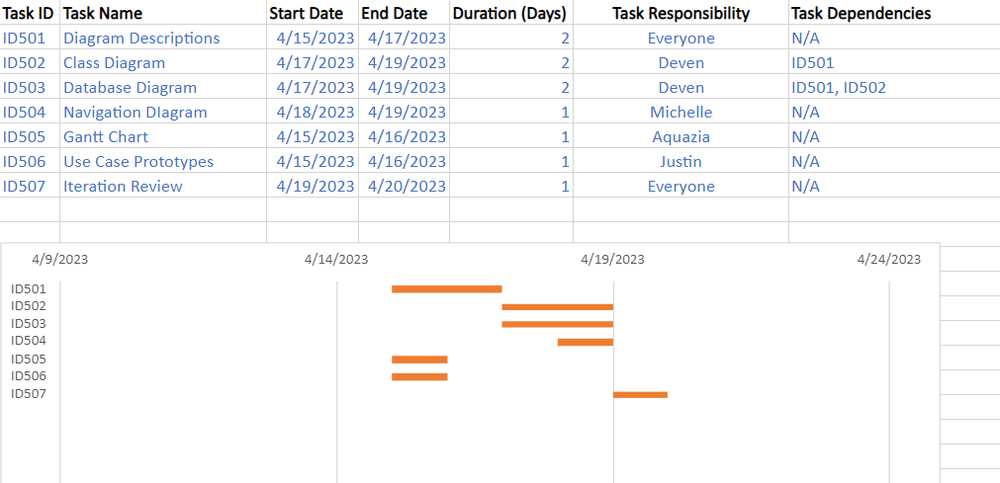 Task ID Task Name Start Date End Date Duration (Days) Task Responsibility Task Dependencies
ID501 Diagram Descriptions 4/15/2023 4/17/2023 2 Everyone N/A
ID502 Class Diagram 4/17/2023 4/19/2023 2 Deven ID501
ID503 Database Diagram 4/17/2023 4/19/2023 2 Deven ID501, ID502
ID504 Navigation DIagram 4/18/2023 4/19/2023 1 Michelle N/A
ID505 Gantt Chart 4/15/2023 4/16/2023 1 Aquazia N/A
ID506 Use Case Prototypes 4/15/2023 4/16/2023 1 Justin N/A
ID507 Iteration Review 4/19/2023 4/20/2023 1 Everyone N/A
4/9/2023 4/14/2023 4/19/2023 4/24/2023
ID501
ID502
ID503
ID504
ID505
ID506
ID507